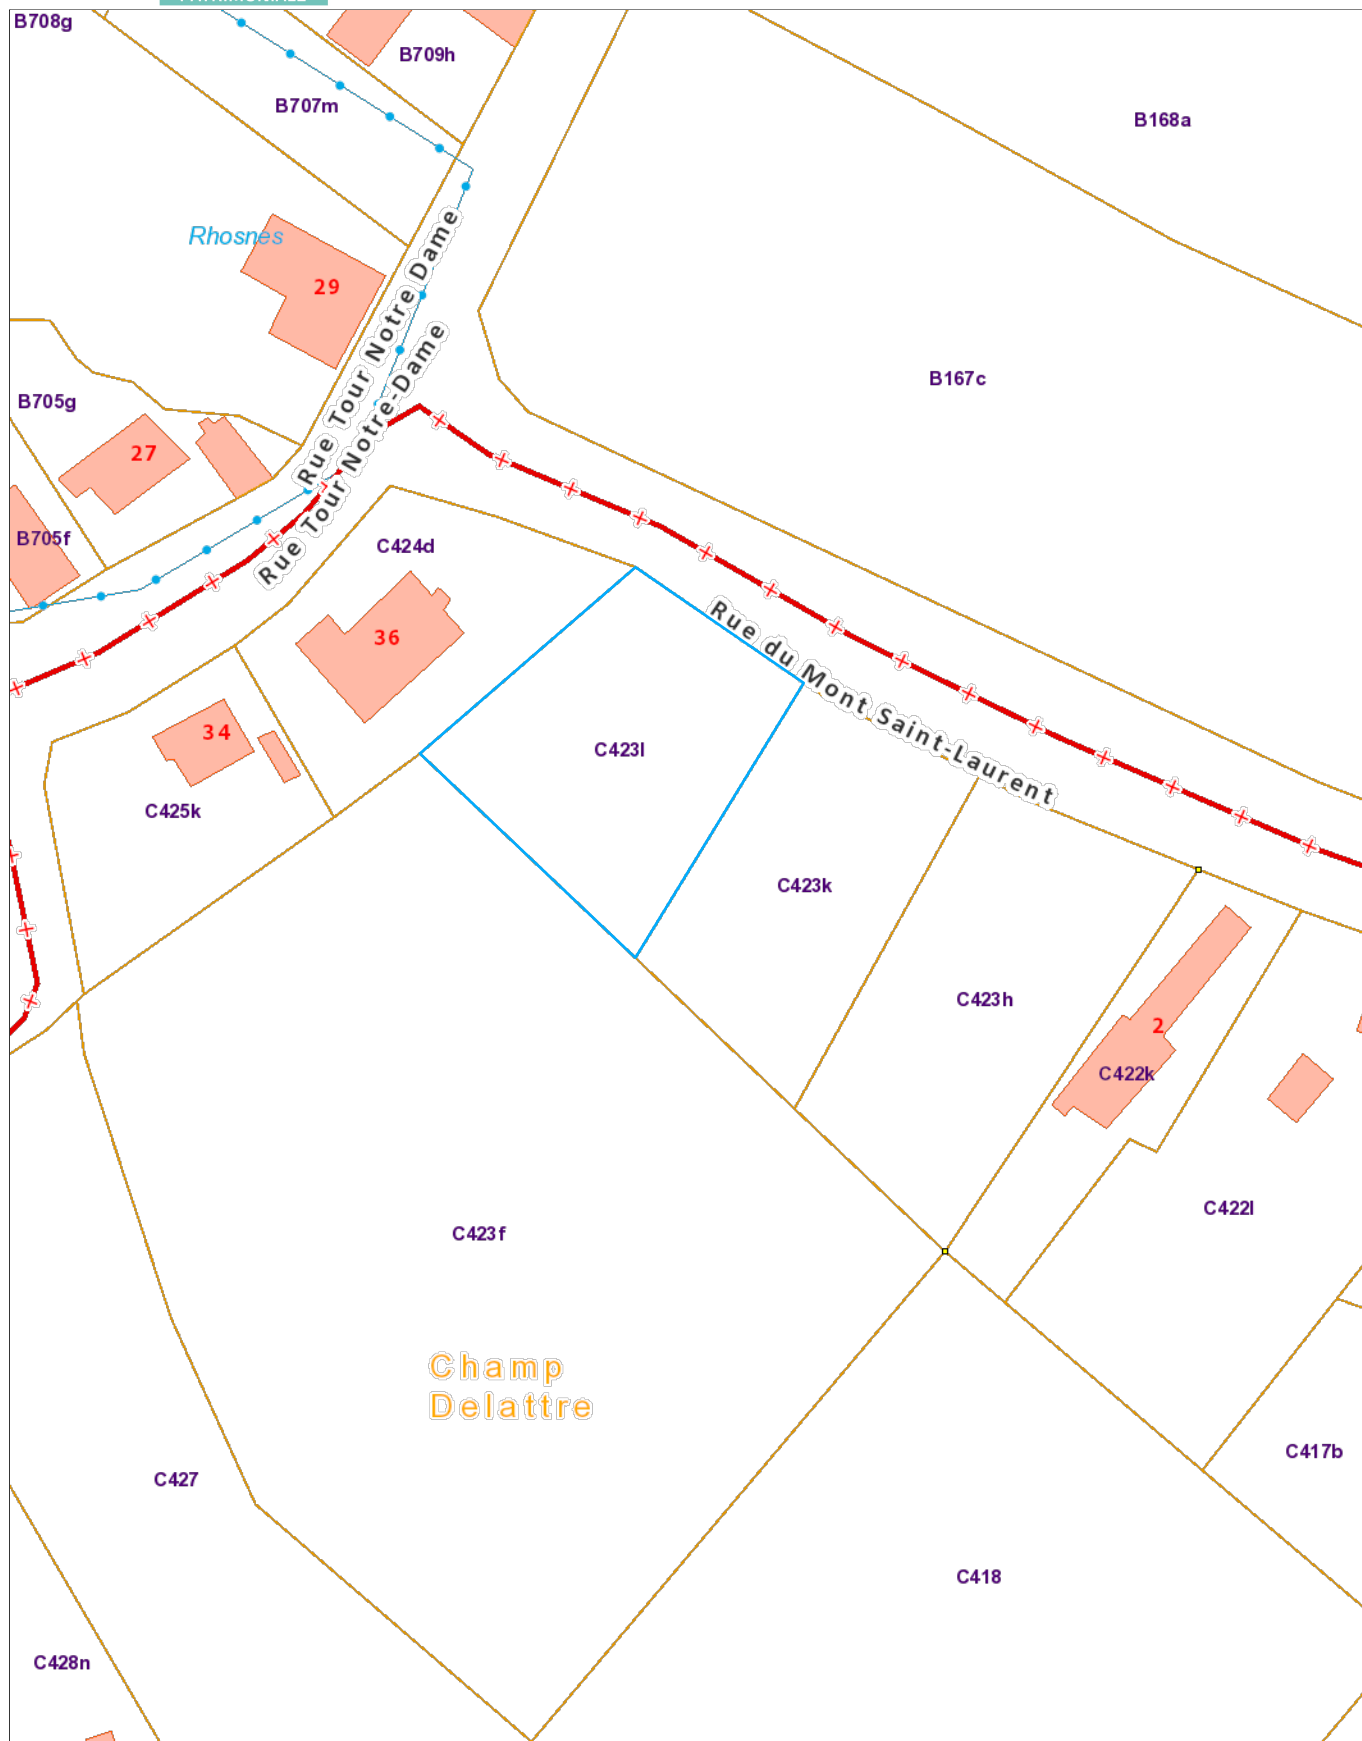 B708g
B709h
B707m
B168a
Rhosnes
29
Rue Tour Notre Dame
Rue Tour Notre-Dame
B167c
B705g
27
B705f
C424d
36
Rue du Mont Saint-Laurent
34
C423l
C425k
C423k
C423h
2
C422k
C422l
C423f
Champ
Delattre
C417b
C427
C418
C428n